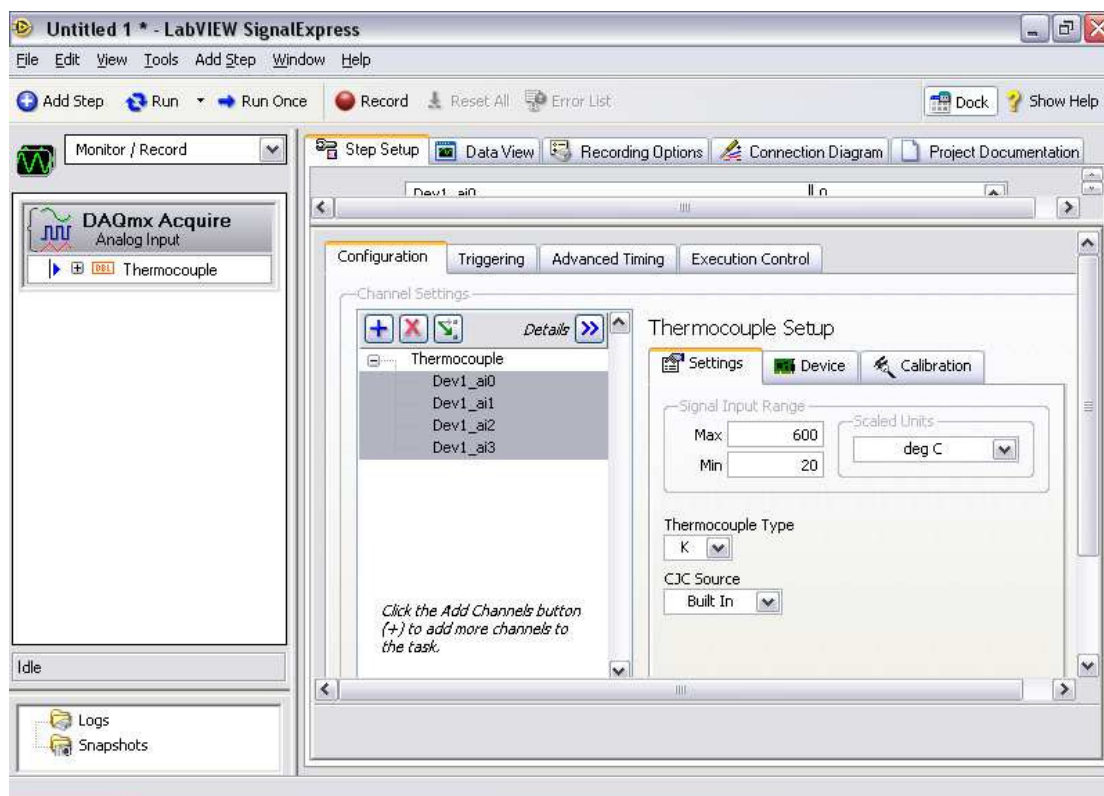 Untitled 1 * - LabVIEW SignalExpress
File Edit View Tools Add Step Window Help
Add Step Run Run Once Record Reset All Error List Dock Show Help
Monitor / Record
Step Setup Data View Recording Options Connection Diagram Project Documentation
Dev1_ai0 0
DAQmx Acquire
Analog Input
DBL Thermocouple
Configuration Triggering Advanced Timing Execution Control
Channel Settings
Details
Thermocouple
Dev1_ai0
Dev1_ai1
Dev1_ai2
Dev1_ai3
Click the Add Channels button
(+) to add more channels to
the task.
Thermocouple Setup
Settings Device Calibration
Signal Input Range
Max 600
Min 20
Scaled Units
deg C
Thermocouple Type
K
CJC Source
Built In
Idle
Logs
Snapshots